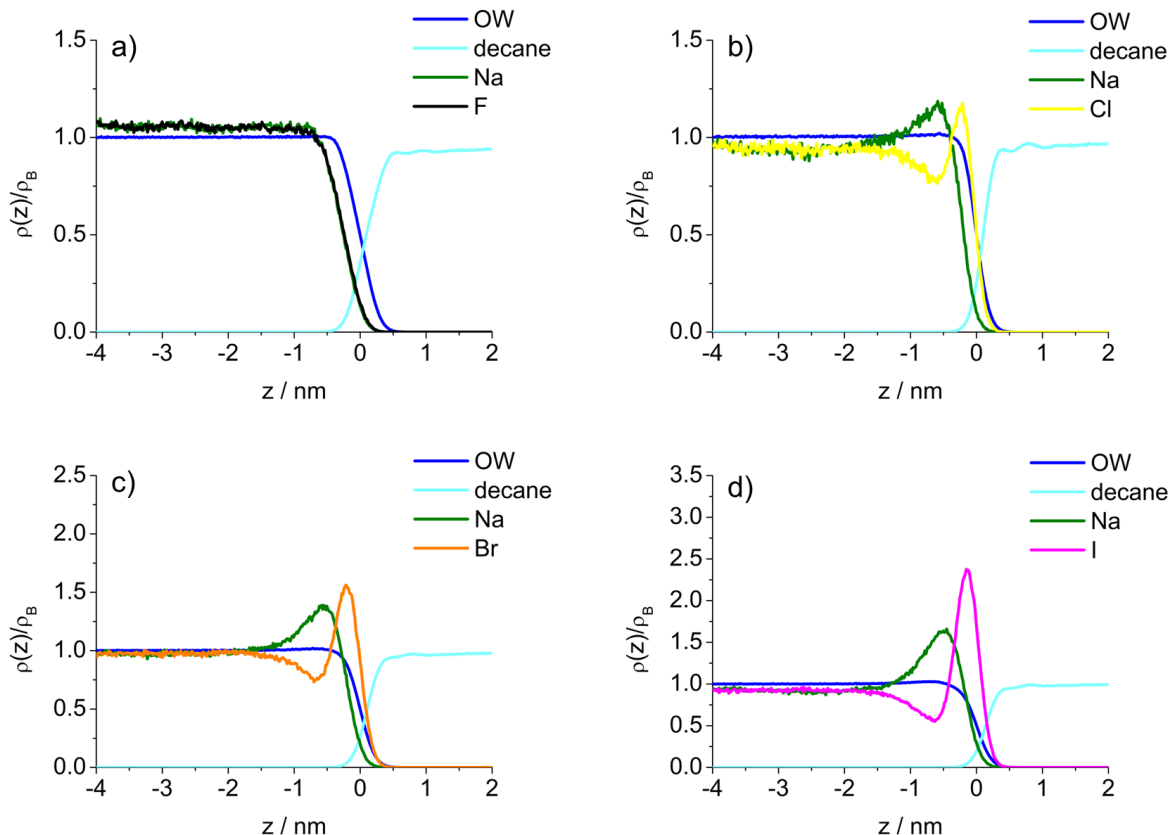 a)
OW
decane
Na
F
1.5
1.0
0.5
0.0
ρ(z)/ρB
-4 -3 -2 -1 0 1 2
z / nm
b)
OW
decane
Na
Cl
1.5
1.0
0.5
0.0
ρ(z)/ρB
-4 -3 -2 -1 0 1 2
z / nm
c)
OW
decane
Na
Br
2.5
2.0
1.5
1.0
0.5
0.0
ρ(z)/ρB
-4 -3 -2 -1 0 1 2
z / nm
d)
OW
decane
Na
I
3.5
3.0
2.5
2.0
1.5
1.0
0.5
0.0
ρ(z)/ρB
-4 -3 -2 -1 0 1 2
z / nm